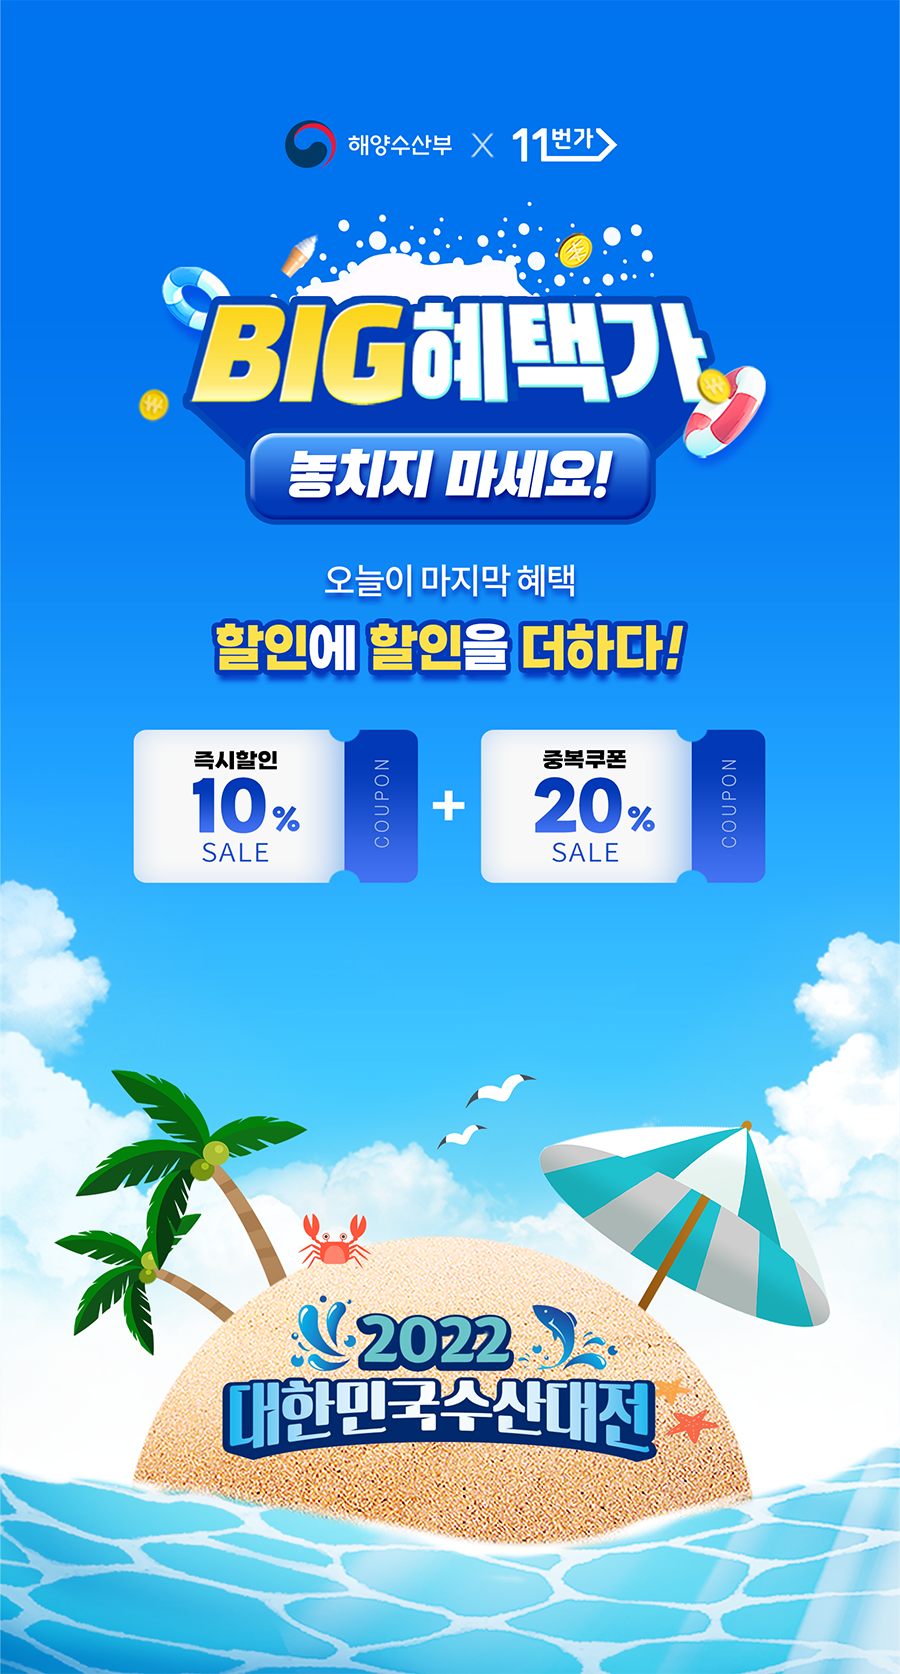 해양수산부 X 11번가
BIG혜택가
놓치지 마세요!
오늘이 마지막 혜택
할인에 할인을 더하다!
즉시할인
10%
SALE
COUPON
+
중복쿠폰
20%
SALE
COUPON
2022
대한민국수산대전